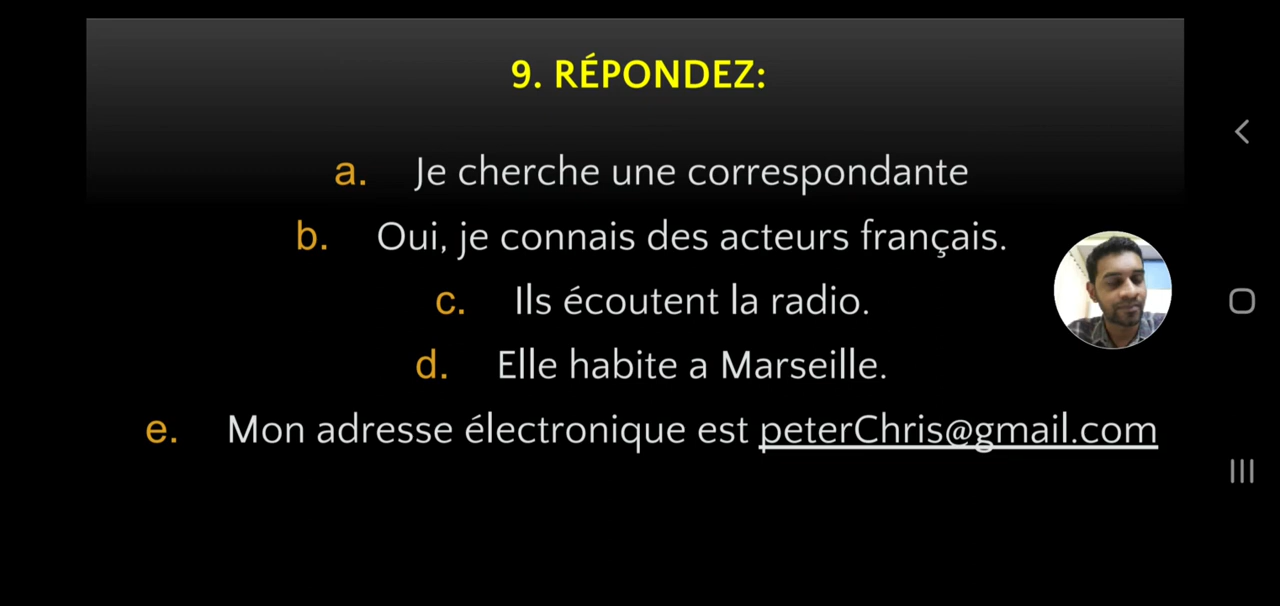 9. RÉPONDEZ:
a. Je cherche une correspondante
b. Oui, je connais des acteurs français.
c. Ils écoutent la radio.
d. Elle habite a Marseille.
e. Mon adresse électronique est peterChris@gmail.com